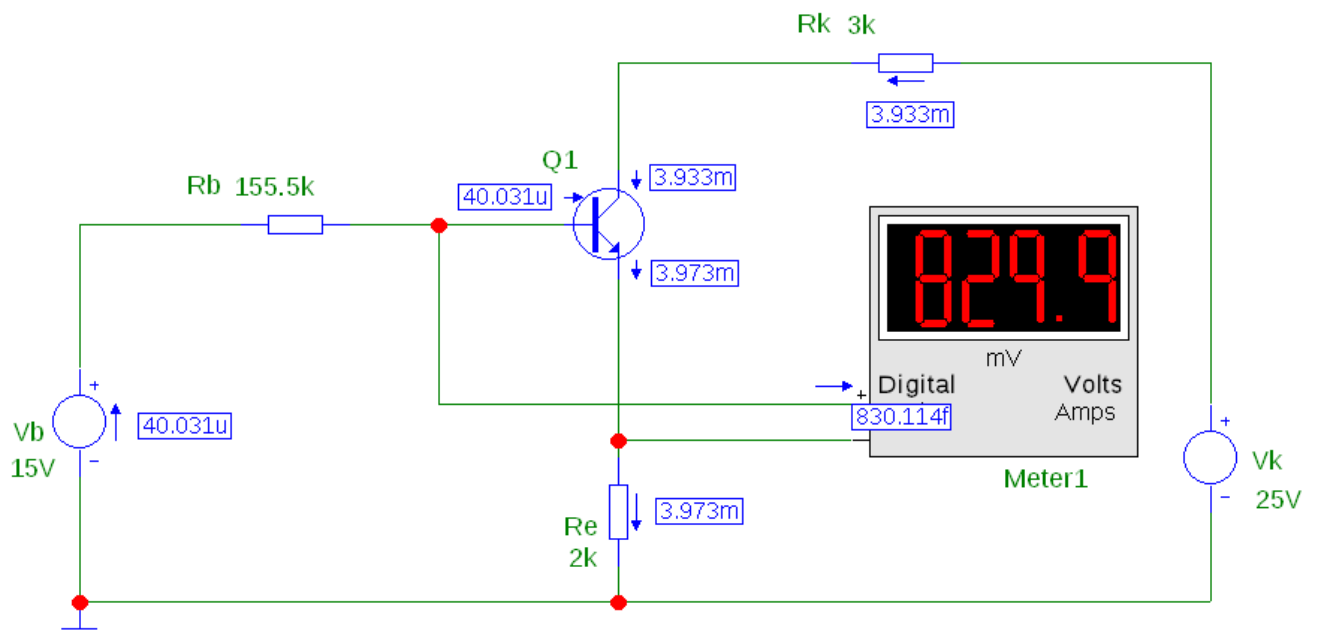 Rk 3k
3.933m
Q1
3.933m
Rb 155.5k
40.031u
3.973m
829.9
mV
Digital Volts
+
Amps
830.114f
+
40.031u
Vb
15V
-
-
+
Vk
25V
-
Meter1
3.973m
Re
2k